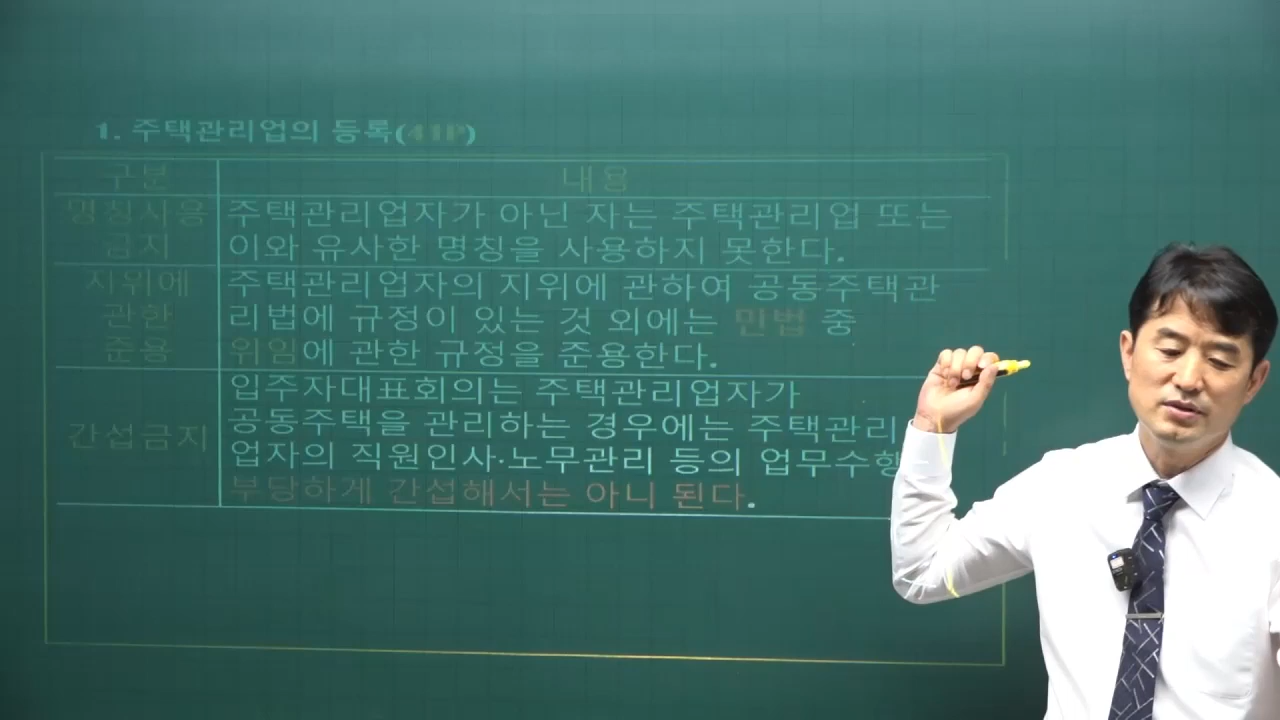 1. 주택관리업의 등록(41P)
구분 내용
명칭사용 주택관리업자가 아닌 자는 주택관리업 또는
금지 이와 유사한 명칭을 사용하지 못한다.
지위에 주택관리업자의 지위에 관하여 공동주택관
관한 리법에 규정이 있는 것 외에는 민법 중
준용 위임에 관한 규정을 준용한다.
입주자대표회의는 주택관리업자가
공동주택을 관리하는 경우에는 주택관리
간섭금지 업자의 직원인사·노무관리 등의 업무수행
부당하게 간섭해서는 아니 된다.